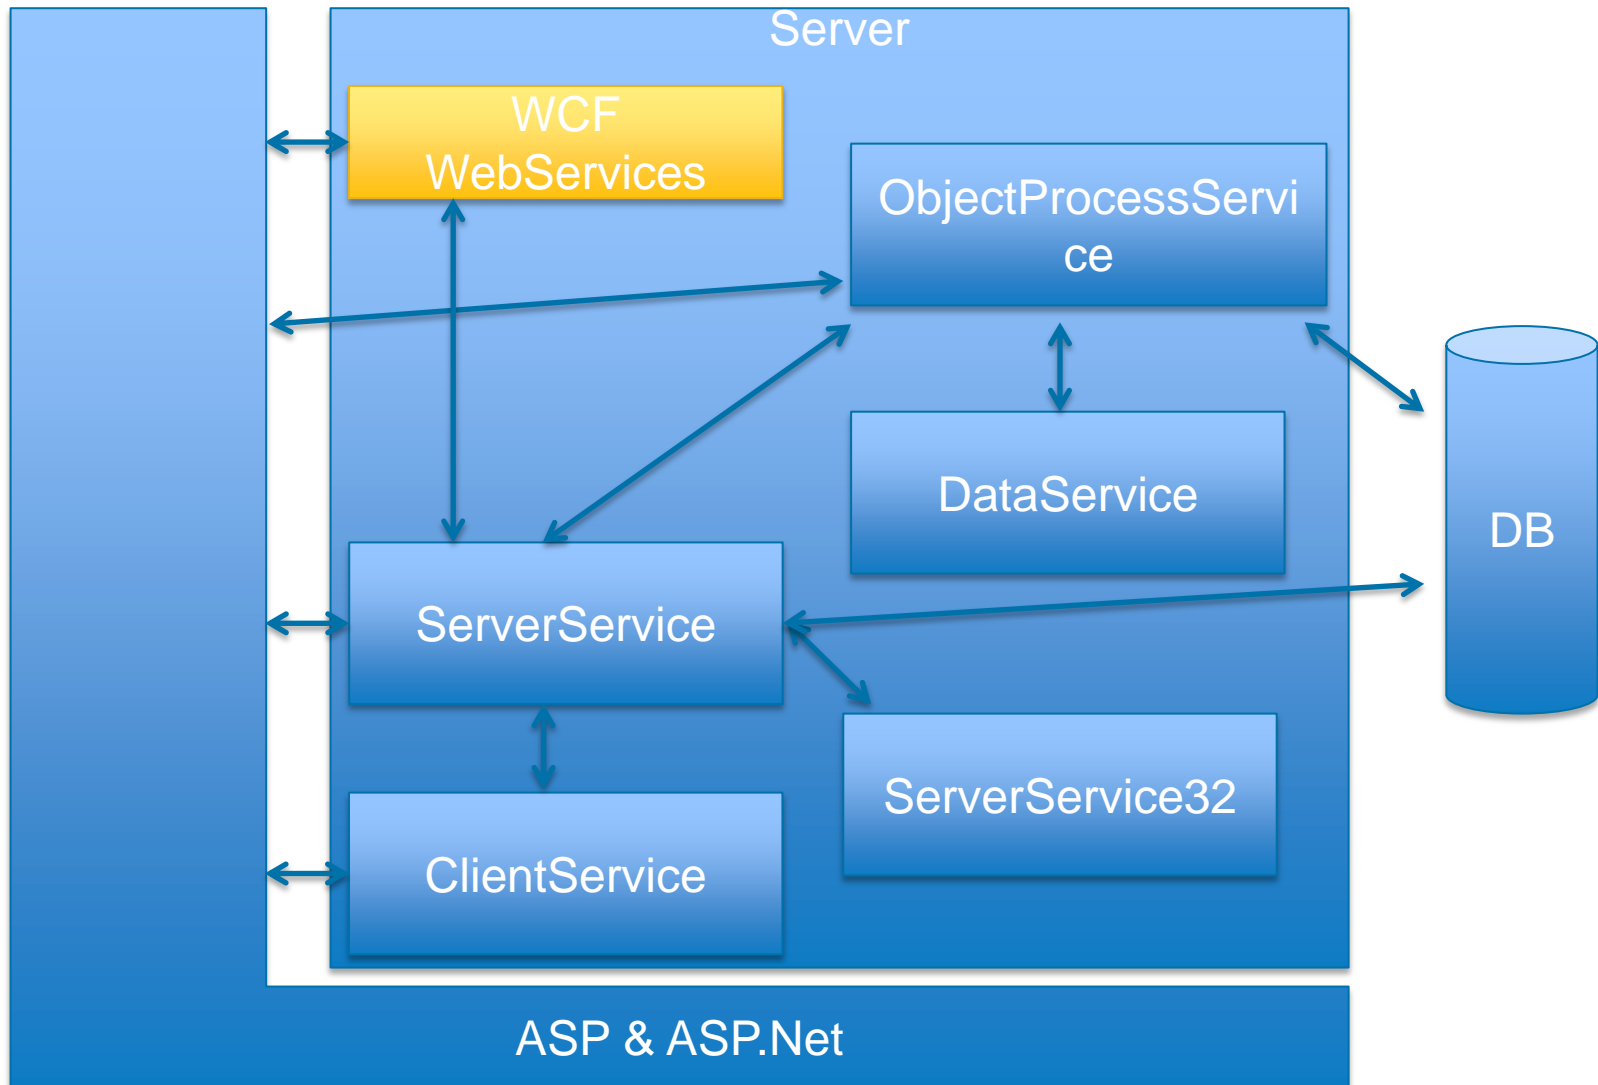 Server
WCF
WebServices
ObjectProcessServi
ce
DataService
DB
ServerService
ServerService32
ClientService
ASP & ASP.Net